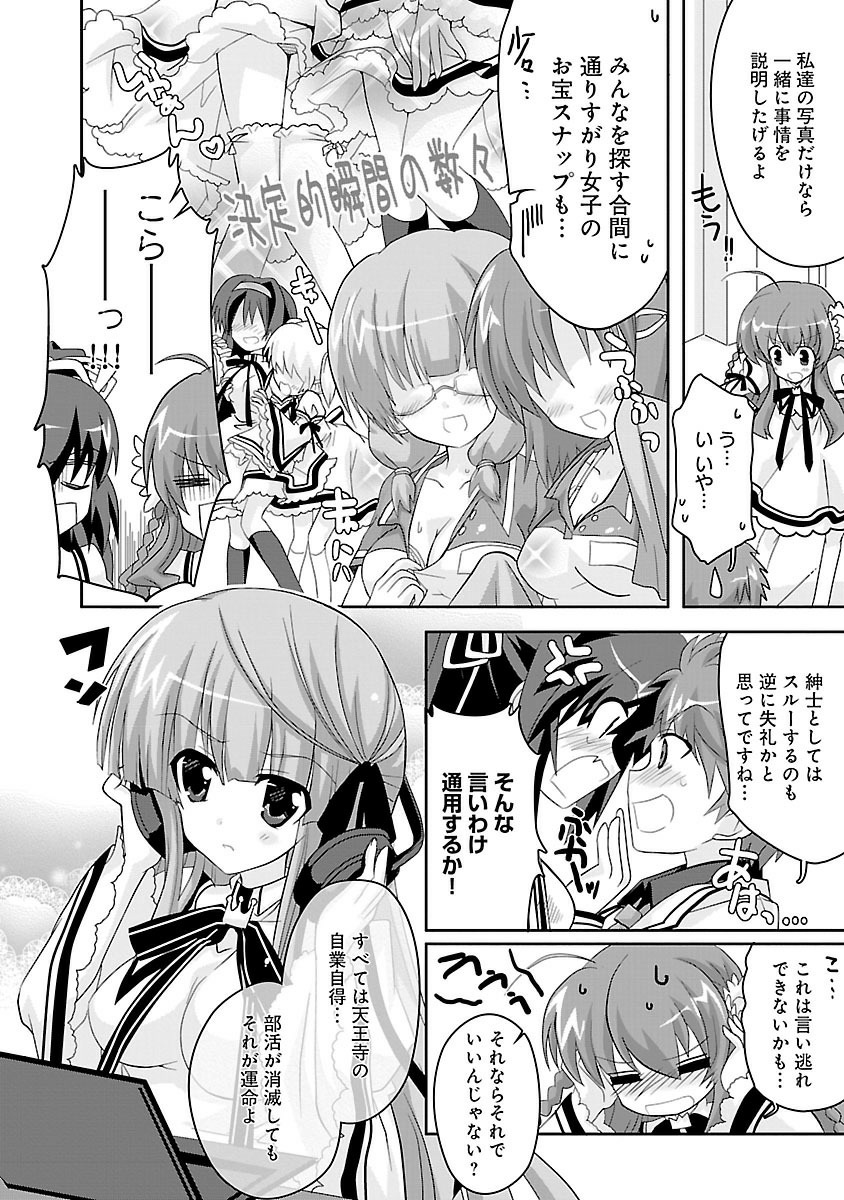 私達の写真だけなら
一緒に事情を
説明したげるよ
もう!!
う…
いいや…
みんなを探す合間に
通りすがり女子の
お宝スナップも…
少々…
決定的瞬間の数々
こら
ーーーっ!!!
紳士としては
スルーするのも
逆に失礼かと
思ってですね…
あはっ…
そんな
言いわけ
通用するか!
ぷかー
これは言い逃れ
できないかも…
こ…
それならそれで
いいんじゃない?
すべては天王寺の
自業自得…
部活が消滅しても
それが運命よ